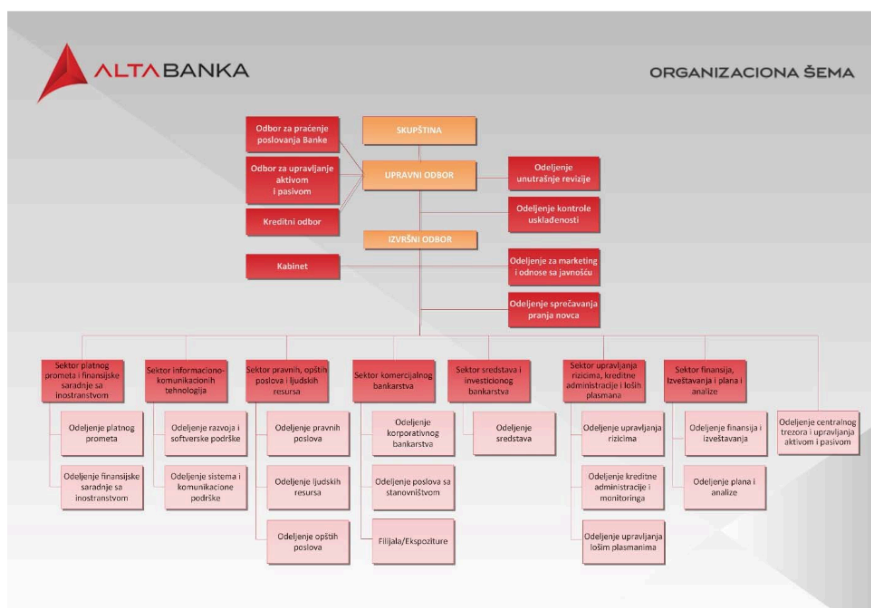 ALTA BANKA
ORGANIZACIONA ŠEMA
Odbor za praćenje
poslovanja Banke
SKUPŠTINA
Odbor za upravljanje
aktivom
i pasivom
UPRAVNI ODBOR
Odeljenje
unutrašnje revizije
Kreditni odbor
Odeljenje kontrole
usklađenosti
IZVRŠNI ODBOR
Kabinet
Odeljenje za marketing
i odnose sa javnošću
Odeljenje sprečavanja
pranja novca
Sektor platnog
prometa i finansijske
saradnje sa
inostranstvom
Sektor informaciono-
komunikacionih
tehnologija
Sektor pravnih, opštih
poslova i ljudskih
resursa
Sektor komercijalnog
bankarstva
Sektor sredstava i
investicionog
bankarstva
Sektor upravljanja
rizicima, kreditne
administracije i loših
plasmana
Sektor finansija,
izveštavanja i plana i
analize
Odeljenje platnog
prometa
Odeljenje razvoja i
softverske podrške
Odeljenje pravnih
poslova
Odeljenje
korporativnog
bankarstva
Odeljenje
sredstava
Odeljenje upravljanja
rizicima
Odeljenje finansija i
izveštavanja
Odeljenje centralnog
trezora i upravljanja
aktivom i pasivom
Odeljenje finansijske
saradnje sa
inostranstvom
Odeljenje sistema i
komunikacione
podrške
Odeljenje ljudskih
resursa
Odeljenje poslova sa
stanovništvom
Odeljenje kreditne
administracije i
monitoringa
Odeljenje plana i
analize
Odeljenje opštih
poslova
Filijala/Ekspoziture
Odeljenje upravljanja
lošim plasmanima